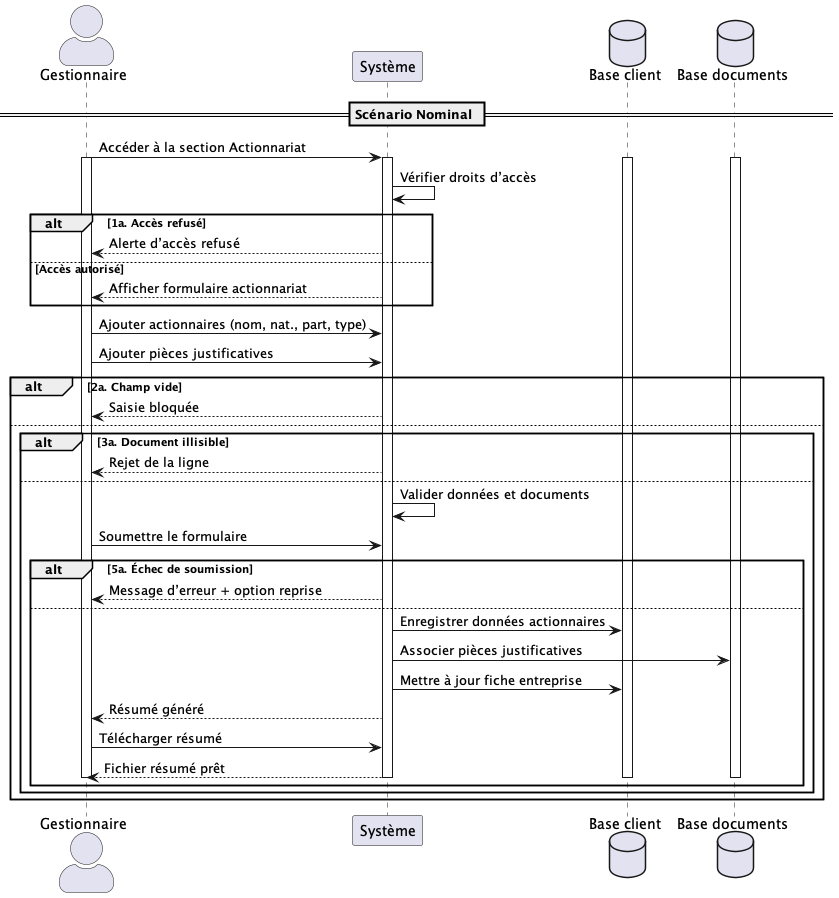 Gestionnaire
Système
Base client
Base documents
Scénario Nominal
Accéder à la section Actionnariat
Vérifier droits d'accès
alt
[1a. Accès refusé]
Alerte d'accès refusé
[Accès autorisé]
Afficher formulaire actionnariat
Ajouter actionnaires (nom, nat., part, type)
Ajouter pièces justificatives
alt
[2a. Champ vide]
Saisie bloquée
alt
[3a. Document illisible]
Rejet de la ligne
Valider données et documents
Soumettre le formulaire
alt
[5a. Échec de soumission]
Message d'erreur + option reprise
Enregistrer données actionnaires
Associer pièces justificatives
Mettre à jour fiche entreprise
Résumé généré
Télécharger résumé
Fichier résumé prêt
Gestionnaire
Système
Base client
Base documents